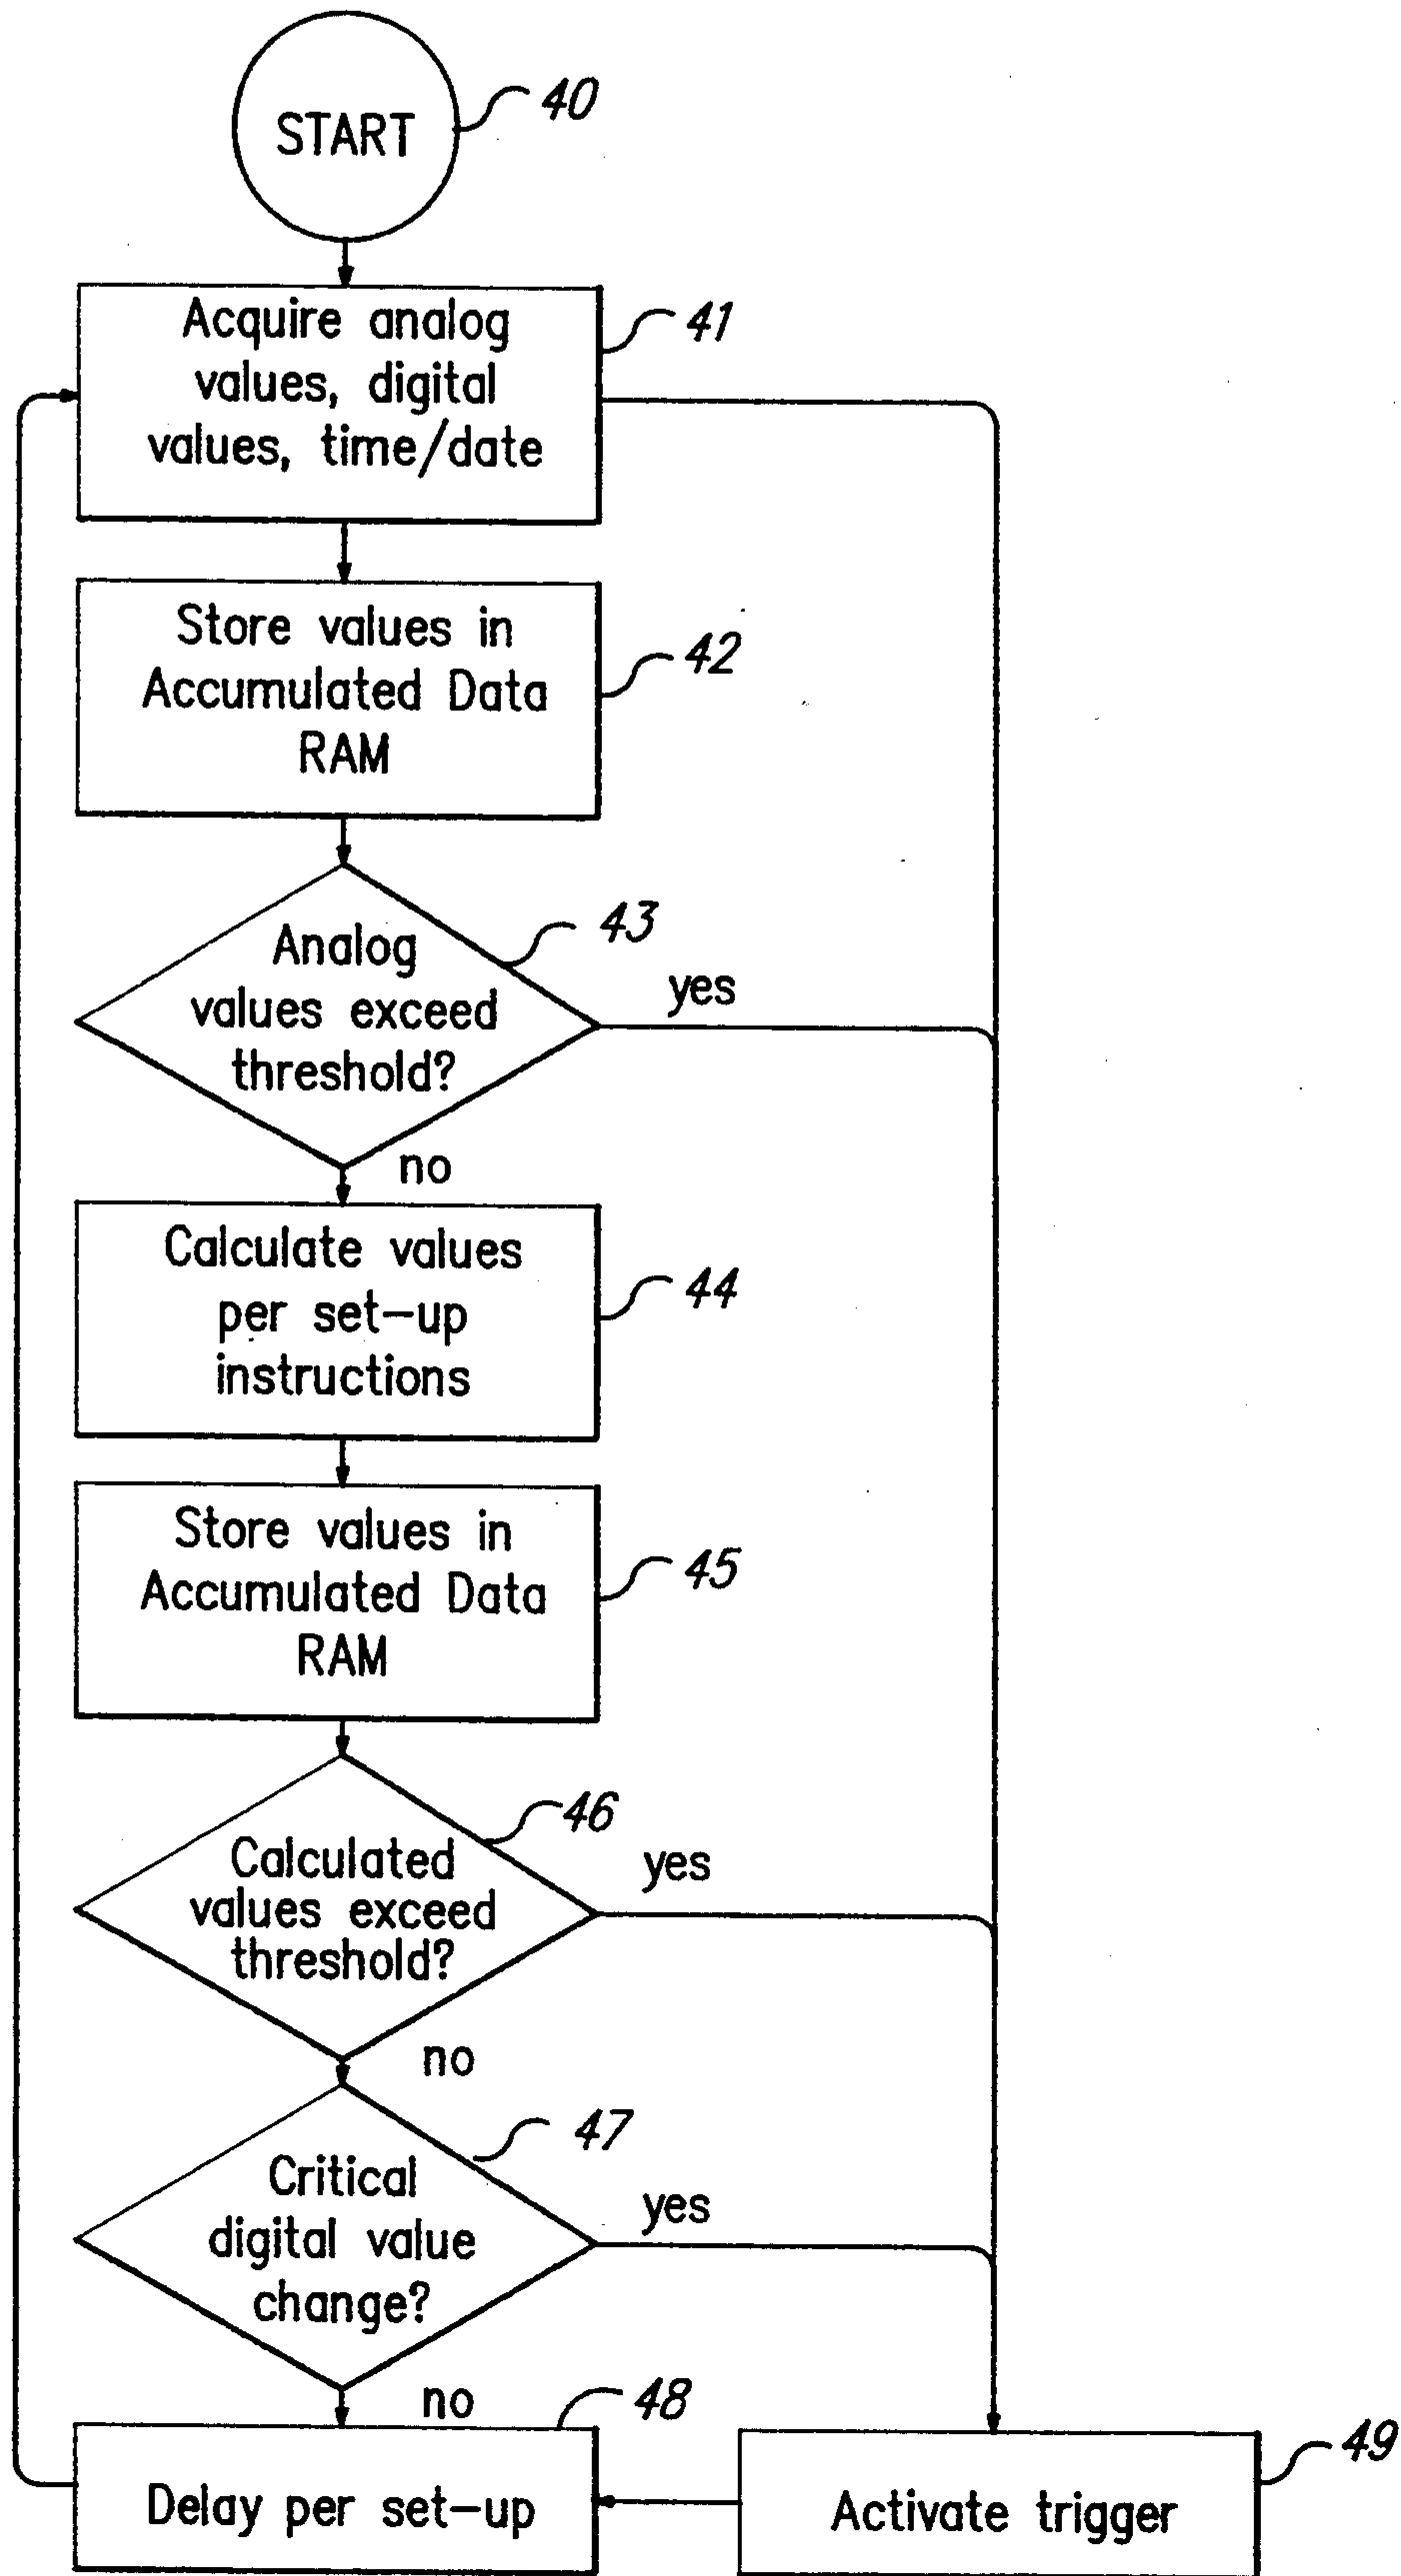 START
40
Acquire analog
values, digital
values, time/date
41
Store values in
Accumulated Data
RAM
42
Analog
values exceed
threshold?
43
yes
no
Calculate values
per set-up
instructions
44
Store values in
Accumulated Data
RAM
45
Calculated
values exceed
threshold?
46
yes
no
Critical
digital value
change?
47
yes
no
Delay per set-up
48
Activate trigger
49